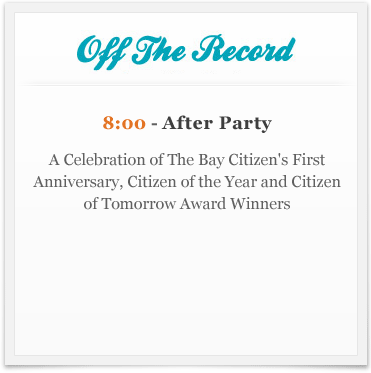 Off The Record
8:00 - After Party
A Celebration of The Bay Citizen's First
Anniversary, Citizen of the Year and Citizen
of Tomorrow Award Winners